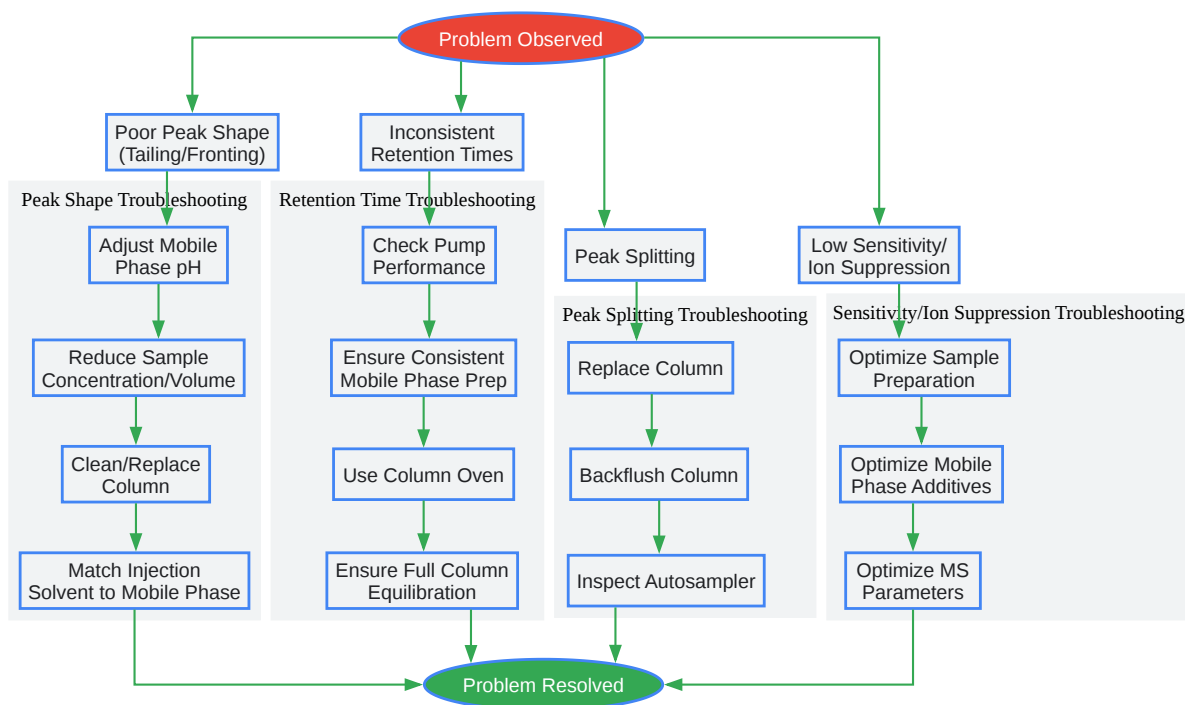 Problem Observed
Poor Peak Shape
(Tailing/Fronting)
Inconsistent
Retention Times
Peak Shape Troubleshooting
Retention Time Troubleshooting
Adjust Mobile
Phase pH
Check Pump
Performance
Peak Splitting
Low Sensitivity/
Ion Suppression
Peak Splitting Troubleshooting
Sensitivity/Ion Suppression Troubleshooting
Reduce Sample
Concentration/Volume
Ensure Consistent
Mobile Phase Prep
Replace Column
Optimize Sample
Preparation
Clean/Replace
Column
Use Column Oven
Backflush Column
Optimize Mobile
Phase Additives
Match Injection
Solvent to Mobile Phase
Ensure Full Column
Equilibration
Inspect Autosampler
Optimize MS
Parameters
Problem Resolved